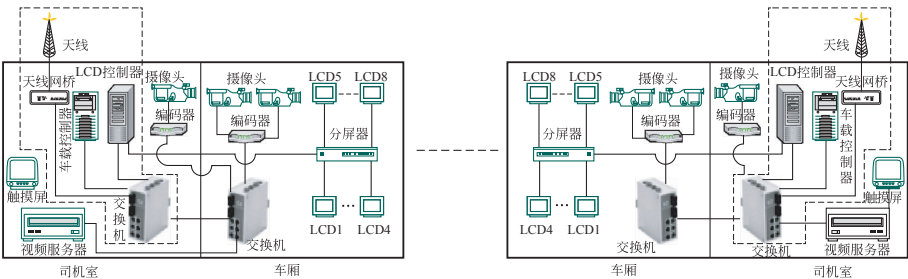 天线
天线网桥
LCD控制器
摄像头
车载控制器
编码器
触摸屏
交换机
视频服务器
司机室
摄像头
编码器
交换机
LCD5
LCD8
分屏器
LCD1
LCD4
车厢
LCD8
LCD5
分屏器
LCD4
LCD1
摄像头
编码器
交换机
车厢
天线
摄像头
LCD控制器
天线网桥
编码器
车载控制器
触摸屏
交换机
视频服务器
司机室